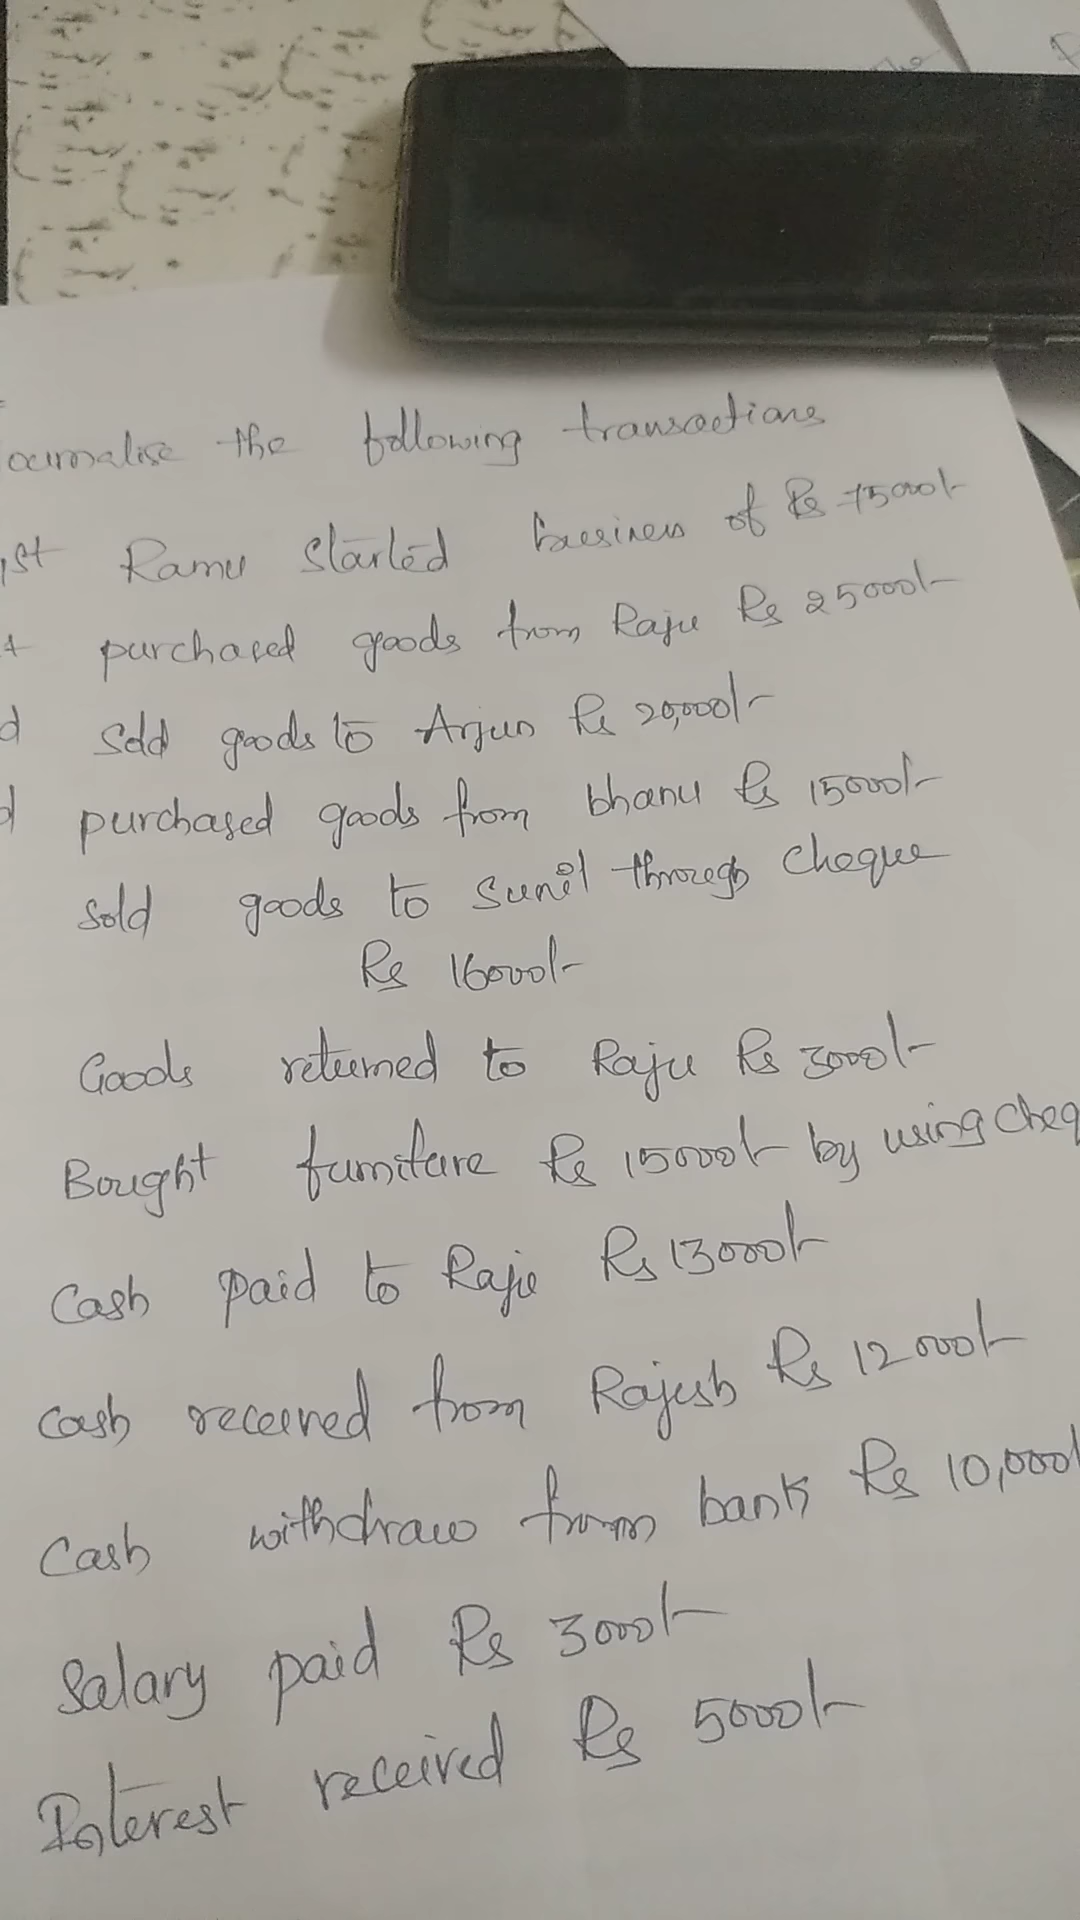 ournalise the following transactions
1st Ramu Started business of Rs 75000/-
t purchased goods from Raju Rs 25000/-
d Sold goods to Arjun Rs 20,000/-
d purchased goods from bhanu Rs 15000/-
Sold goods to Sunil through Cheque
Rs 16000/-
Goods returned to Raju Rs 3000/-
Bought furniture Rs 15000/- by using Cheq
Cash paid to Raju Rs 13000/-
Cash received from Rajesh Rs 12000/-
Cash withdraw from bank Rs 10,000/
Salary paid Rs 3000/-
Interest received Rs 5000/-